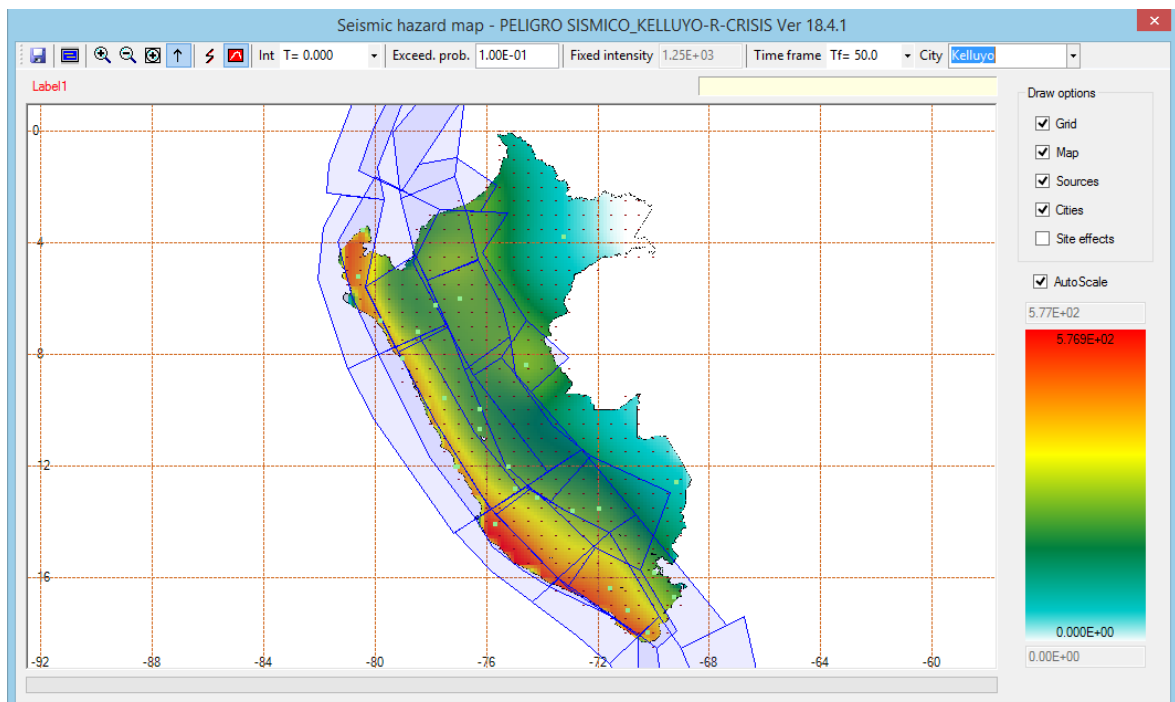 Seismic hazard map - PELIGRO SISMICO_KELLUYO-R-CRISIS Ver 18.4.1
Int T= 0.000 Exceed. prob. 1.00E-01 Fixed intensity 1.25E+03 Time frame Tf= 50.0 City Kelluyo
Label1
Draw options
Grid
Map
Sources
Cities
Site effects
AutoScale
5.77E+02
5.769E+02
0.000E+00
0.00E+00
0
4
8
12
16
-92 -88 -84 -80 -76 -72 -68 -64 -60